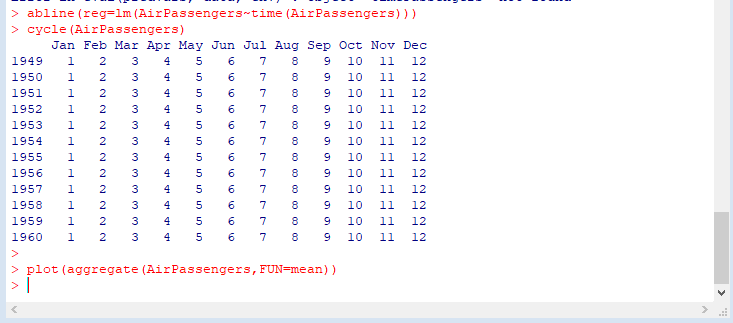 > abline(reg=lm(AirPassengers~time(AirPassengers)))
> cycle(AirPassengers)
Jan Feb Mar Apr May Jun Jul Aug Sep Oct Nov Dec
1949 1 2 3 4 5 6 7 8 9 10 11 12
1950 1 2 3 4 5 6 7 8 9 10 11 12
1951 1 2 3 4 5 6 7 8 9 10 11 12
1952 1 2 3 4 5 6 7 8 9 10 11 12
1953 1 2 3 4 5 6 7 8 9 10 11 12
1954 1 2 3 4 5 6 7 8 9 10 11 12
1955 1 2 3 4 5 6 7 8 9 10 11 12
1956 1 2 3 4 5 6 7 8 9 10 11 12
1957 1 2 3 4 5 6 7 8 9 10 11 12
1958 1 2 3 4 5 6 7 8 9 10 11 12
1959 1 2 3 4 5 6 7 8 9 10 11 12
1960 1 2 3 4 5 6 7 8 9 10 11 12
>
> plot(aggregate(AirPassengers,FUN=mean))
>